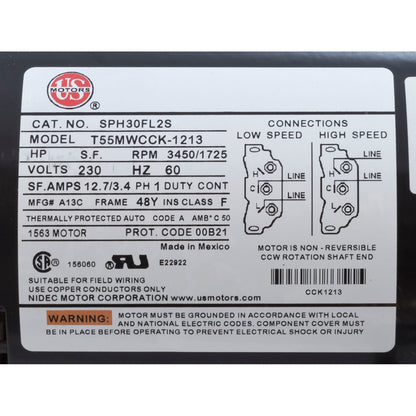 US
MOTORS
®
CAT. NO. SPH30FL2S
MODEL T55MWCCK-1213
HP S.F. RPM 3450/1725
VOLTS 230 HZ 60
SF.AMPS 12.7/3.4 PH 1 DUTY CONT
MFG# A13C FRAME 48Y INS CLASS F
THERMALLY PROTECTED AUTO CODE A AMB°C 50
1563 MOTOR PROT. CODE 00B21
Made in Mexico
SA ® 156060 RU ® E22922
SUITABLE FOR FIELD WIRING
USE COPPER CONDUCTORS ONLY
NIDEC MOTOR CORPORATION www.usmotors.com
CONNECTIONS
LOW SPEED HIGH SPEED
H LINE H LINE
C C
L LINE L LINE
MOTOR IS NON - REVERSIBLE
CCW ROTATION SHAFT END
CCK1213
WARNING: MOTOR MUST BE GROUNDED IN ACCORDANCE WITH LOCAL
AND NATIONAL ELECTRIC CODES. COMPONENT COVER MUST
BE IN PLACE BEFORE OPERATING TO PREVENT ELECTRICAL SHOCK OR INJURY